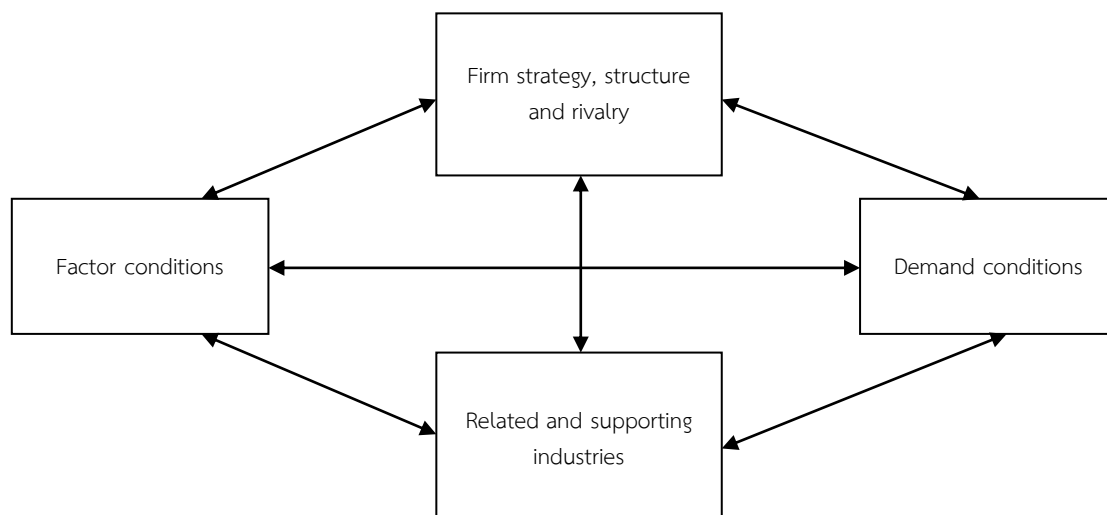 Firm strategy, structure
and rivalry
Factor conditions
Demand conditions
Related and supporting
industries